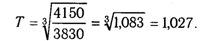 T = ∛(4150/3830) = ∛1,083 = 1,027.